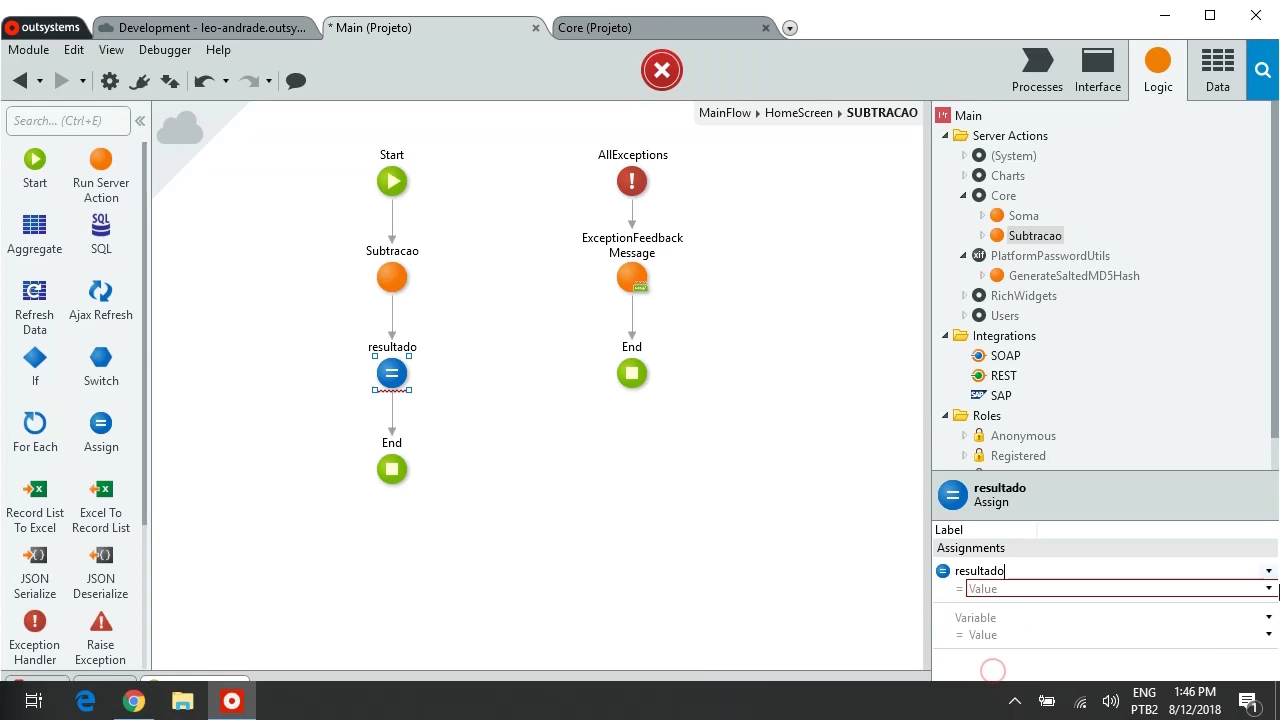 outsystems
Development - leo-andrade.outsy...
* Main (Projeto)
Core (Projeto)
Module
Edit
View
Debugger
Help
Processes
Interface
Logic
Data
Search... (Ctrl+E)
MainFlow
HomeScreen
SUBTRACAO
Start
Run Server
Action
Aggregate
SQL
SQL
Refresh
Data
Ajax Refresh
If
Switch
For Each
Assign
Record List
To Excel
Excel To
Record List
JSON
Serialize
JSON
Deserialize
Exception
Handler
Raise
Exception
Start
Subtracao
resultado
End
AllExceptions
ExceptionFeedback
Message
End
Main
Server Actions
(System)
Charts
Core
Soma
Subtracao
PlatformPasswordUtils
GenerateSaltedMD5Hash
RichWidgets
Users
Integrations
SOAP
REST
SAP
Roles
Anonymous
Registered
resultado
Assign
Label
Assignments
resultado
= Value
Variable
= Value
ENG
PTB2
1:46 PM
8/12/2018
1